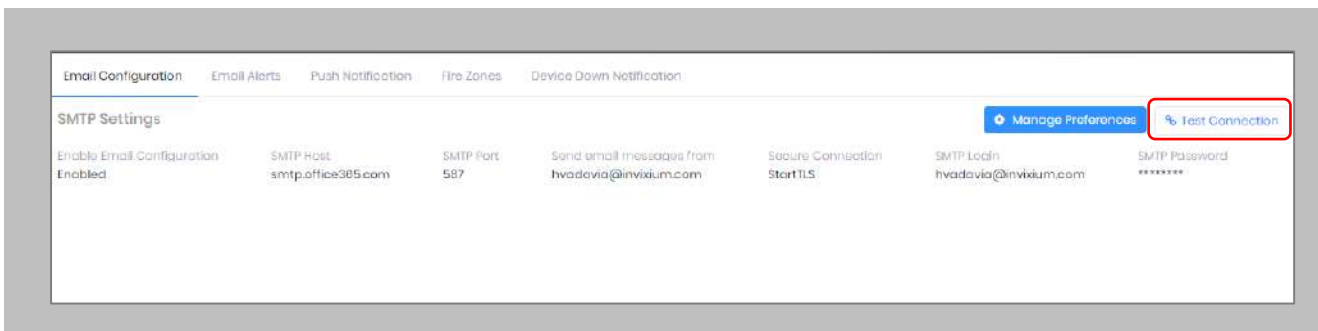 Email Configuration Email Alerts Push Notification Fire Zones Device Down Notification
SMTP Settings Manage Preferences Test Connection
Enable Email Configuration SMTP Host SMTP Port Send email messages from Secure Connection SMTP Login SMTP Password
Enabled smtp.office365.com 587 hvadavia@invixium.com StartTLS hvadavia@invixium.com ********